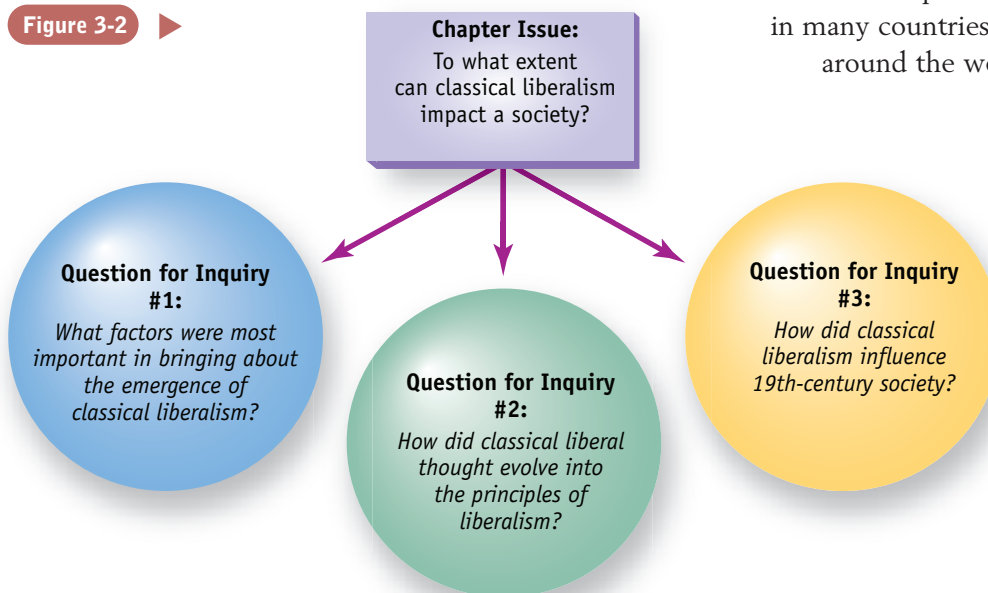 Figure 3-2
in many countries
around the we
Chapter Issue:
To what extent
can classical liberalism
impact a society?
Question for Inquiry
#1:
What factors were most
important in bringing about
the emergence of
classical liberalism?
Question for Inquiry
#2:
How did classical liberal
thought evolve into
the principles of
liberalism?
Question for Inquiry
#3:
How did classical
liberalism influence
19th-century society?